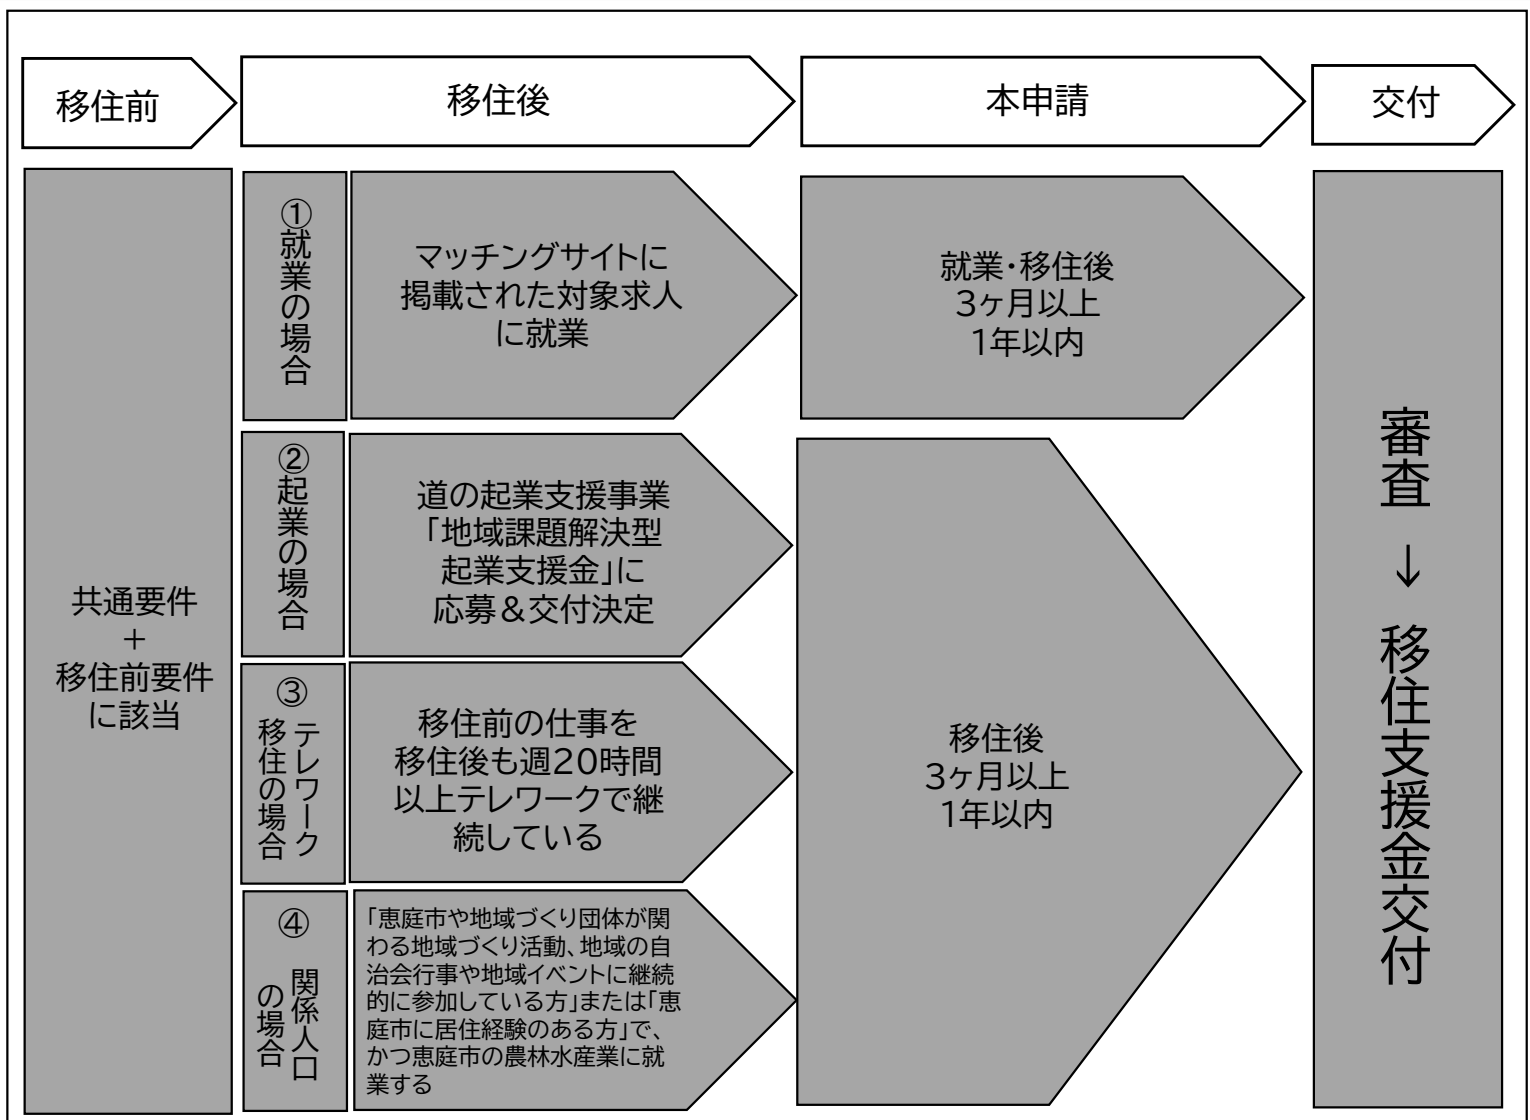 移住前
移住後
本申請
交付
共通要件
+
移住前要件
に該当
①就業の場合
マッチングサイトに
掲載された対象求人
に就業
就業・移住後
3ヶ月以上
1年以内
②起業の場合
道の起業支援事業
「地域課題解決型
起業支援金」に
応募&交付決定
③
テレワーク
移住の場合
移住前の仕事を
移住後も週20時間
以上テレワークで継
続している
④
関係人口
の場合
「恵庭市や地域づくり団体が関
わる地域づくり活動、地域の自
治会行事や地域イベントに継続
的に参加している方」または「恵
庭市に居住経験のある方」で、
かつ恵庭市の農林水産業に就
業する
移住後
3ヶ月以上
1年以内
審査→移住支援金交付